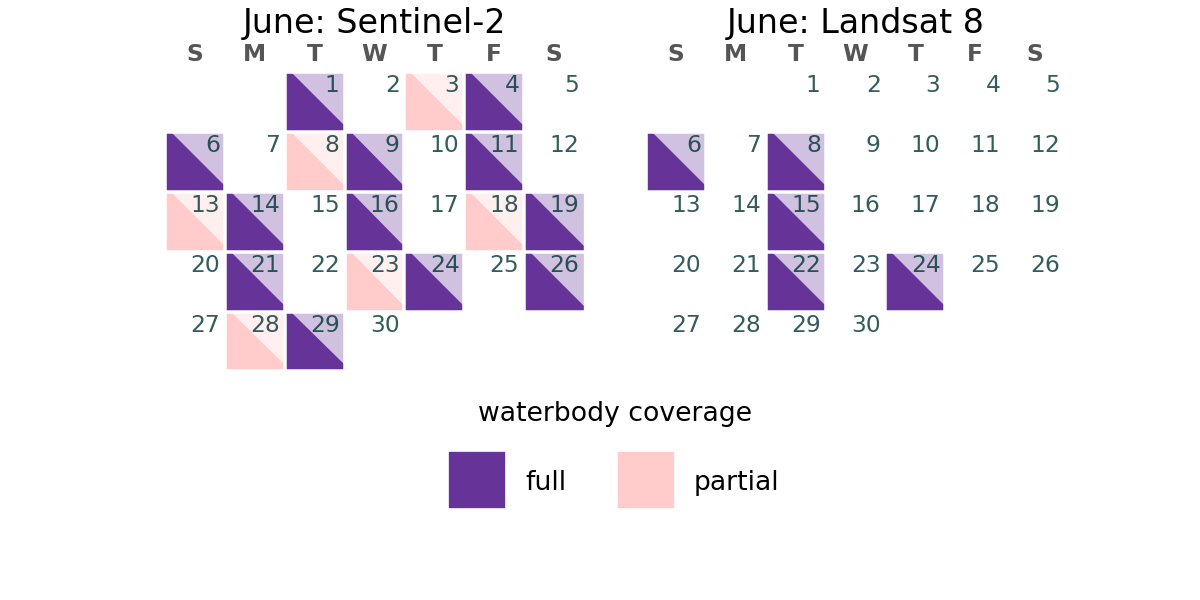 June: Sentinel-2
S M T W T F S
1 2 3 4 5
6 7 8 9 10 11 12
13 14 15 16 17 18 19
20 21 22 23 24 25 26
27 28 29 30
June: Landsat 8
S M T W T F S
1 2 3 4 5
6 7 8 9 10 11 12
13 14 15 16 17 18 19
20 21 22 23 24 25 26
27 28 29 30
waterbody coverage
full
partial